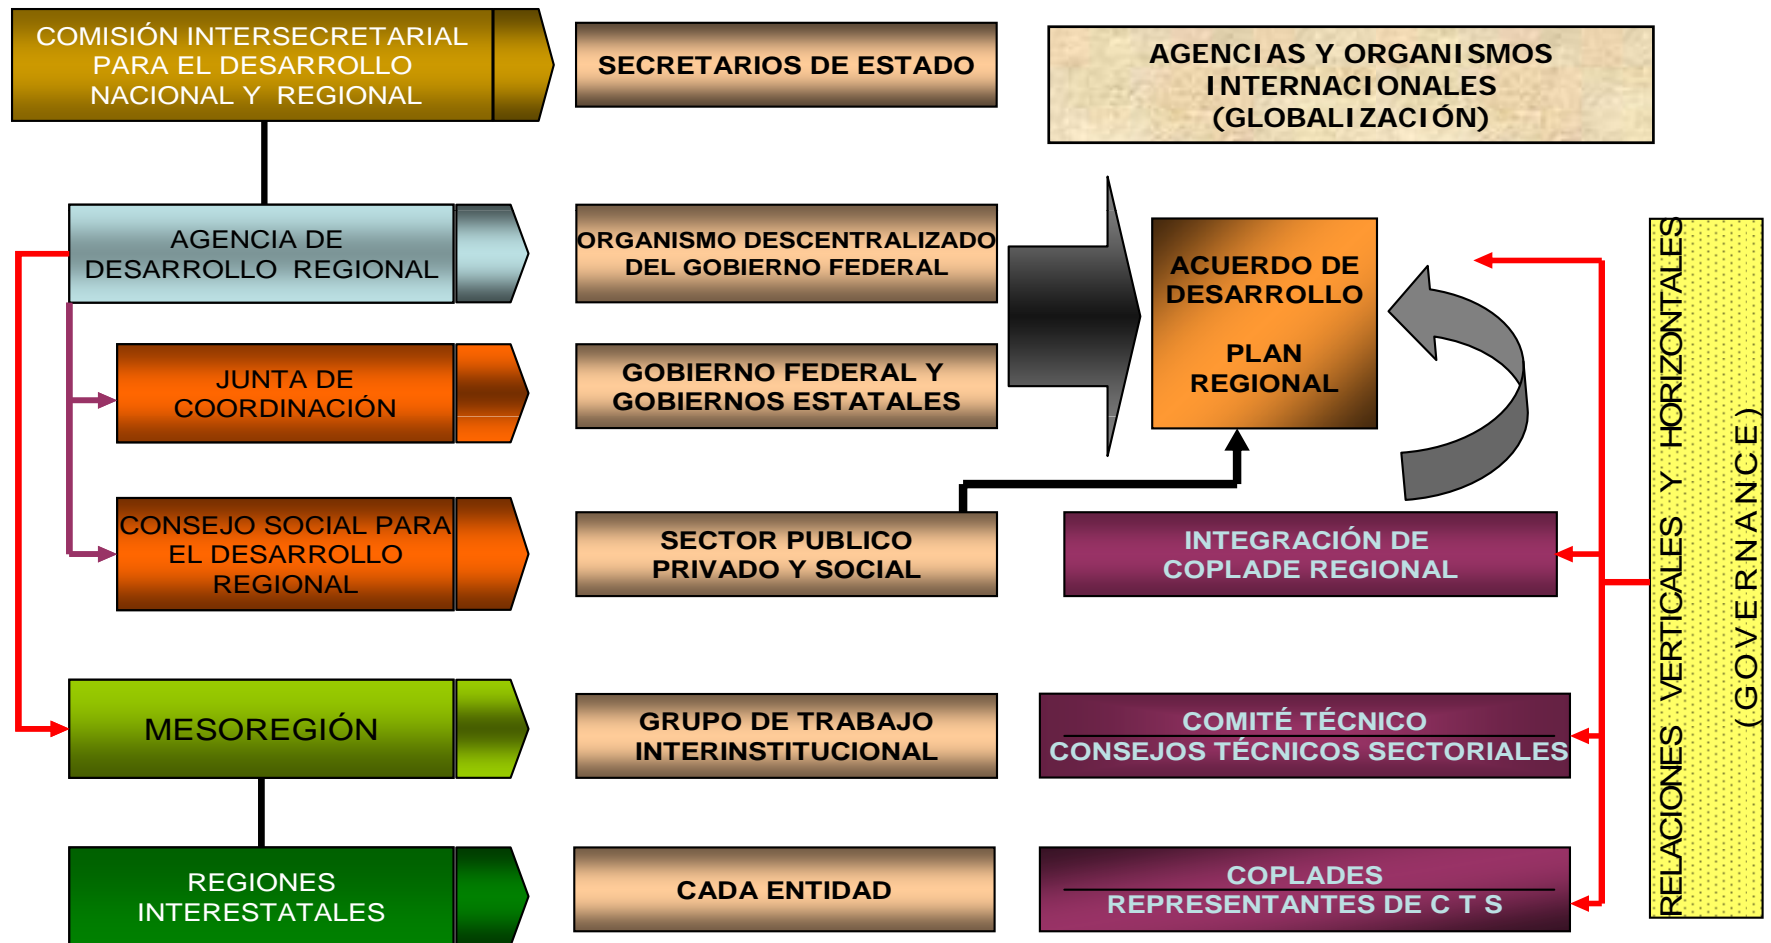 COMISIÓN INTERSECRETARIAL
PARA EL DESARROLLO
NACIONAL Y REGIONAL
SECRETARIOS DE ESTADO
AGENCIAS Y ORGANISMOS
INTERNACIONALES
(GLOBALIZACIÓN)
AGENCIA DE
DESARROLLO REGIONAL
ORGANISMO DESCENTRALIZADO
DEL GOBIERNO FEDERAL
ACUERDO DE
DESARROLLO
PLAN
REGIONAL
JUNTA DE
COORDINACIÓN
GOBIERNO FEDERAL Y
GOBIERNOS ESTATALES
CONSEJO SOCIAL PARA
EL DESARROLLO
REGIONAL
SECTOR PUBLICO
PRIVADO Y SOCIAL
INTEGRACIÓN DE
COPLADE REGIONAL
MESOREGIÓN
GRUPO DE TRABAJO
INTERINSTITUCIONAL
COMITÉ TÉCNICO
CONSEJOS TÉCNICOS SECTORIALES
REGIONES
INTERESTATALES
CADA ENTIDAD
COPLADES
REPRESENTANTES DE C T S
RELACIONES VERTICALES Y HORIZONTALES
(GOVERNANCE)